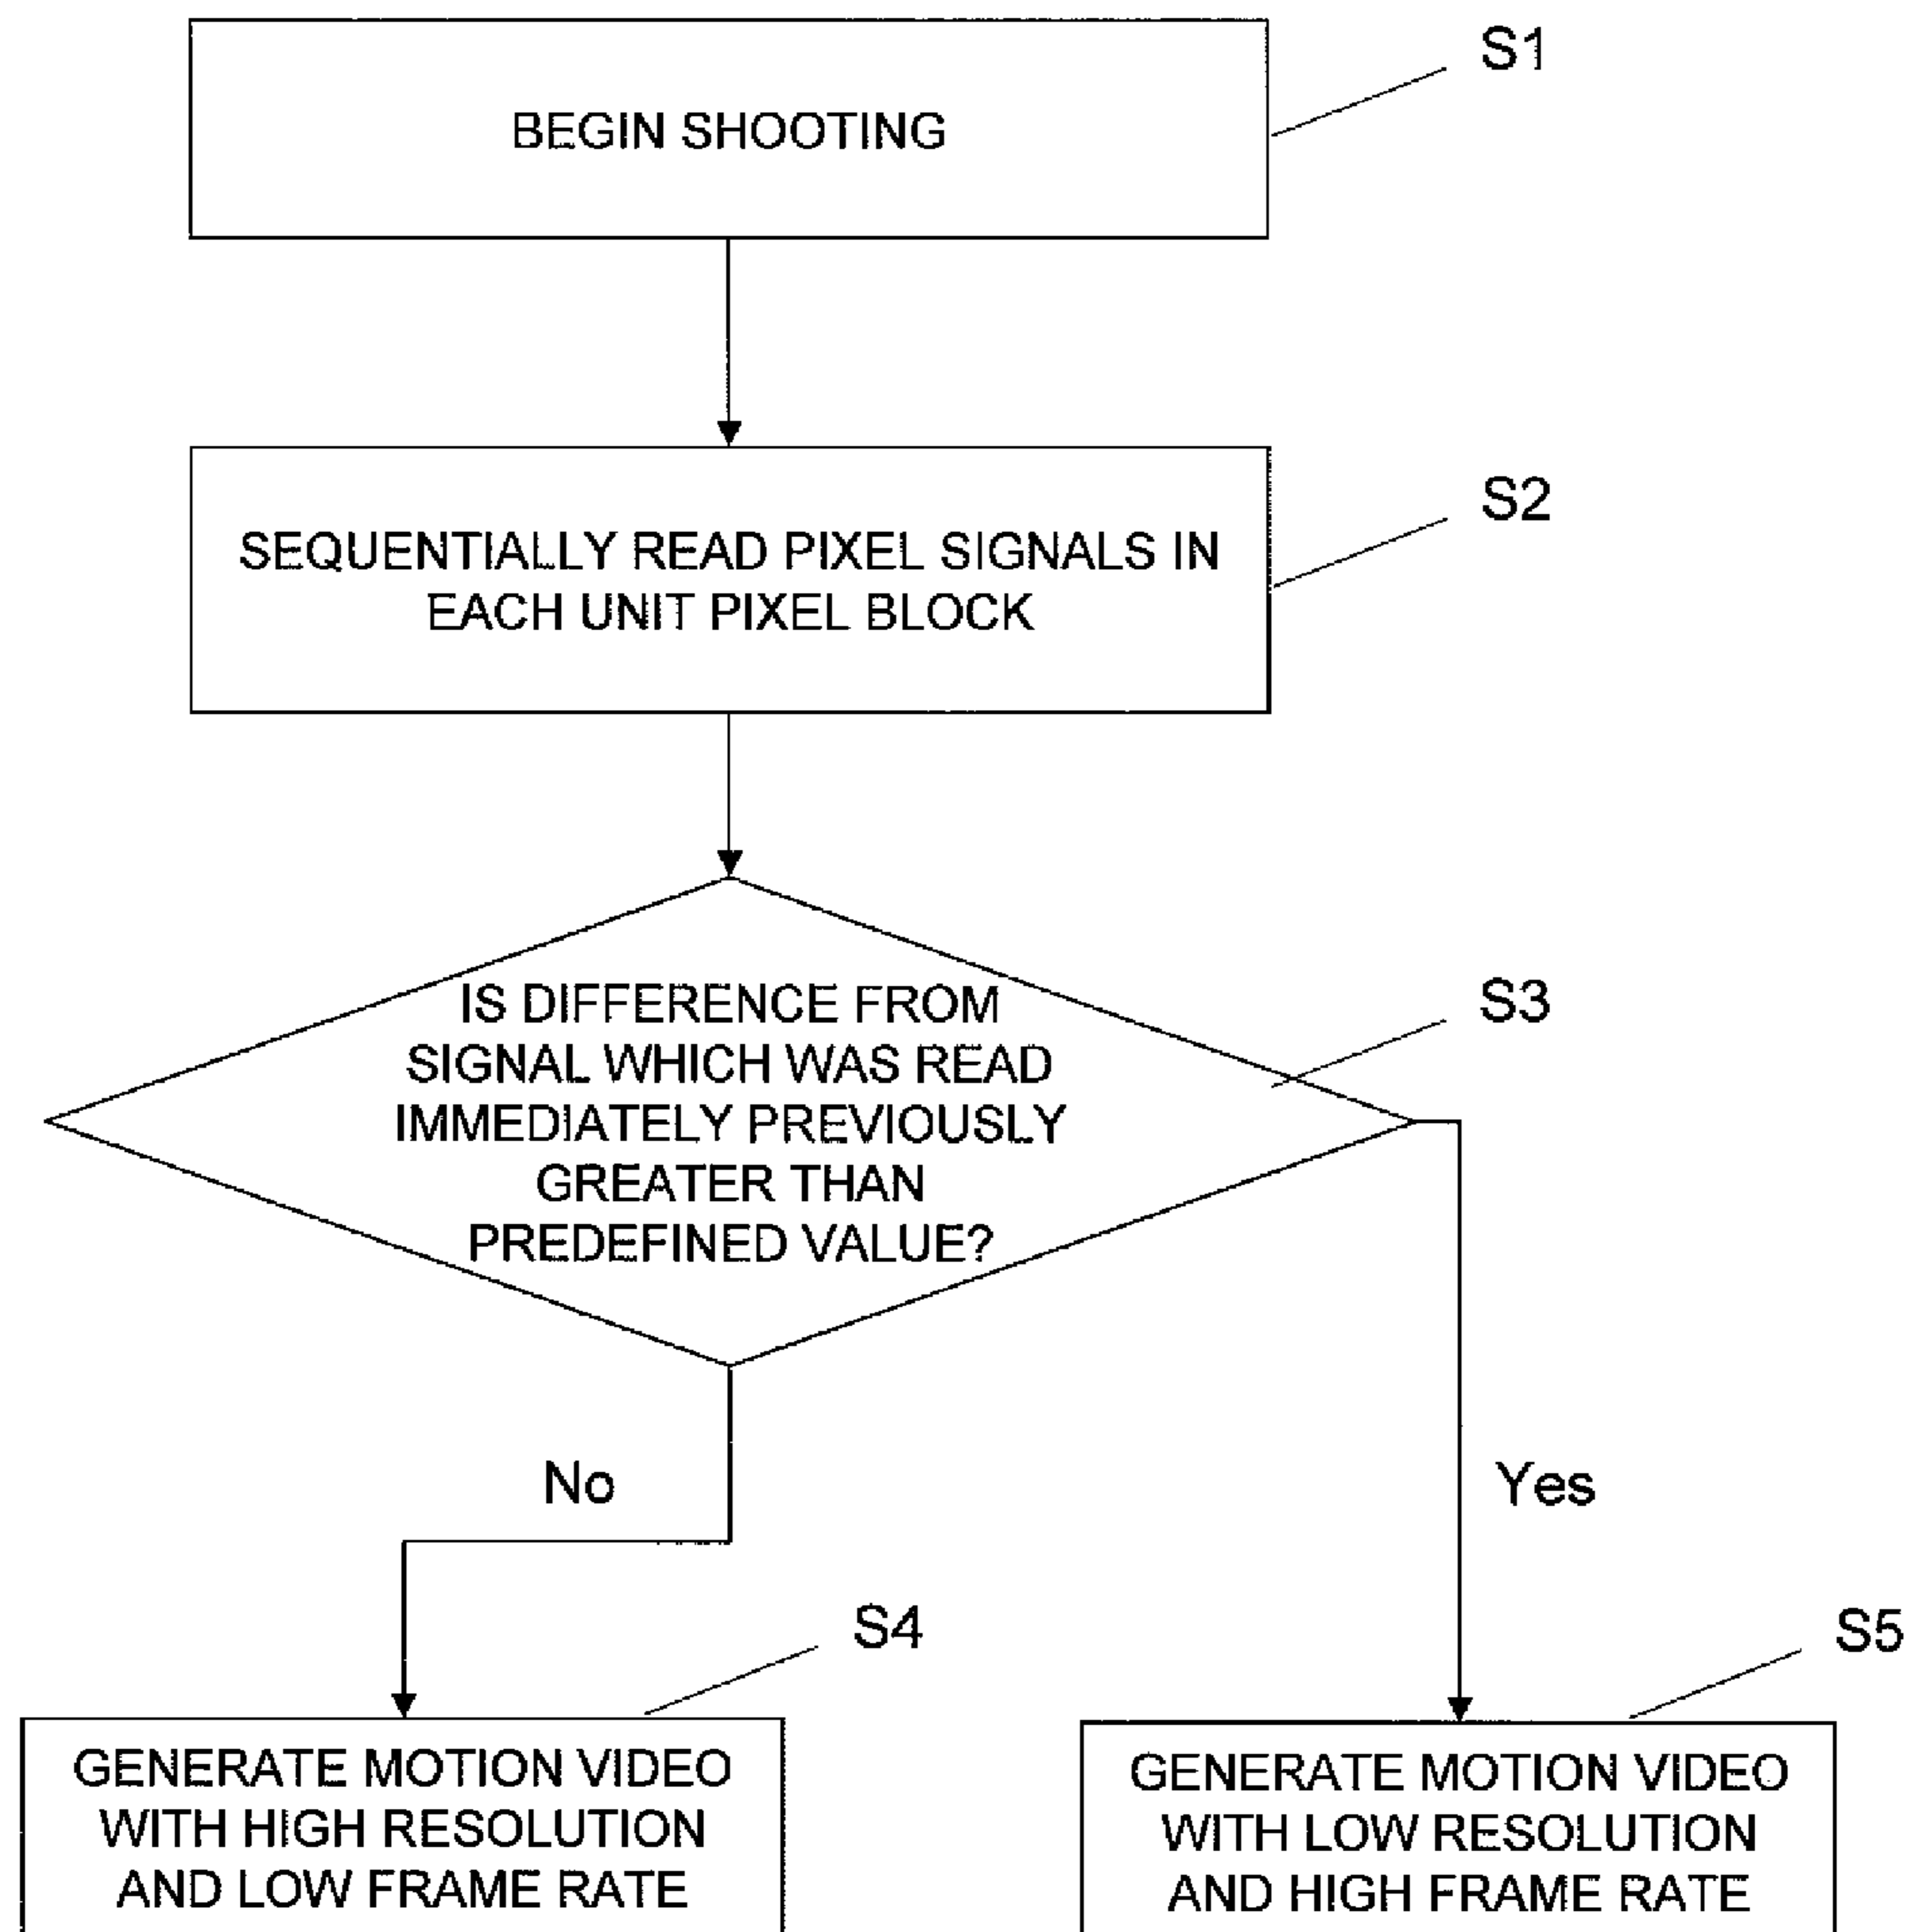 S1
BEGIN SHOOTING
S2
SEQUENTIALLY READ PIXEL SIGNALS IN
EACH UNIT PIXEL BLOCK
S3
IS DIFFERENCE FROM
SIGNAL WHICH WAS READ
IMMEDIATELY PREVIOUSLY
GREATER THAN
PREDEFINED VALUE?
No
Yes
S4
GENERATE MOTION VIDEO
WITH HIGH RESOLUTION
AND LOW FRAME RATE
S5
GENERATE MOTION VIDEO
WITH LOW RESOLUTION
AND HIGH FRAME RATE